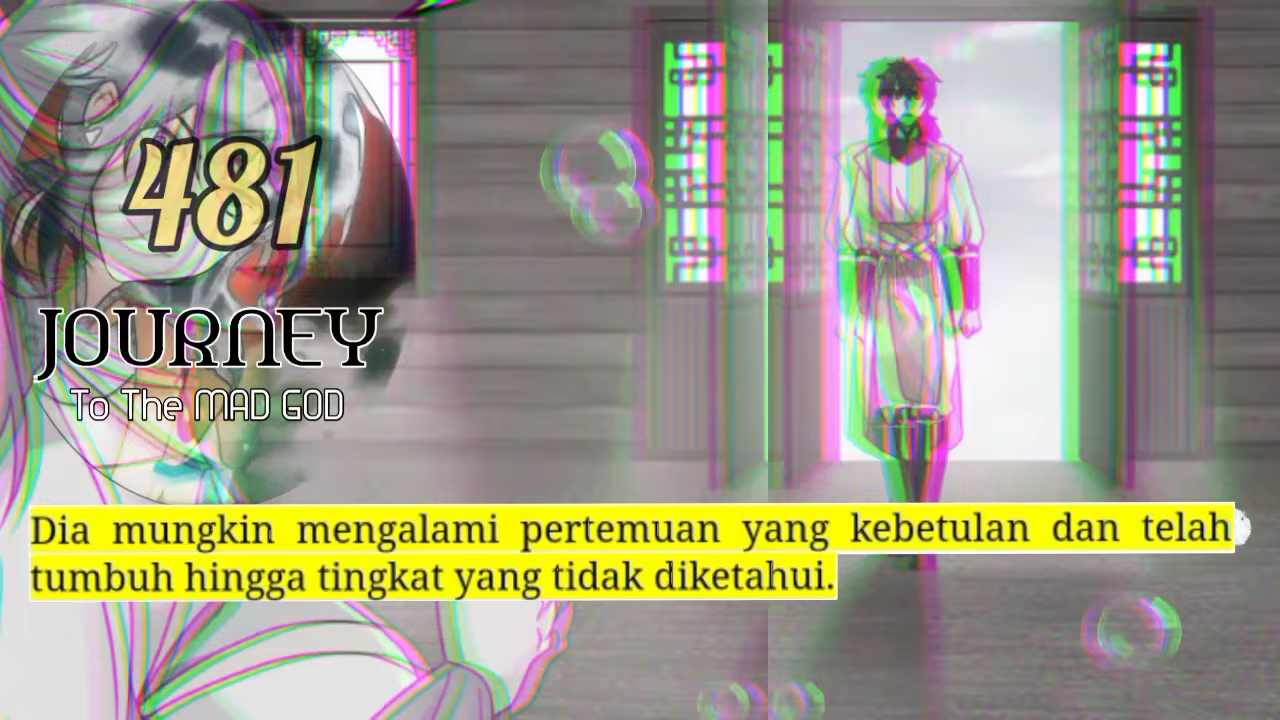 481
JOURNEY
To The MAD GOD
Dia mungkin mengalami pertemuan yang kebetulan dan telah
tumbuh hingga tingkat yang tidak diketahui.